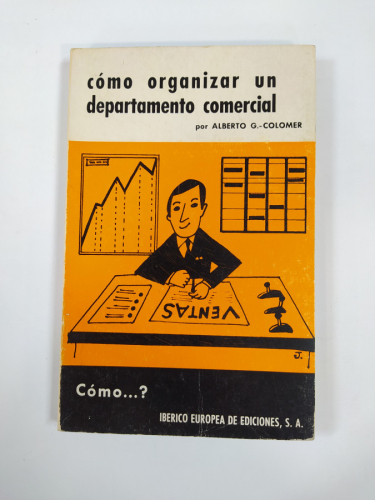 cómo organizar un
departamento comercial
por ALBERTO G.-COLOMER
VENTAS
J.
Cómo...?
IBERICO EUROPEA DE EDICIONES, S. A.